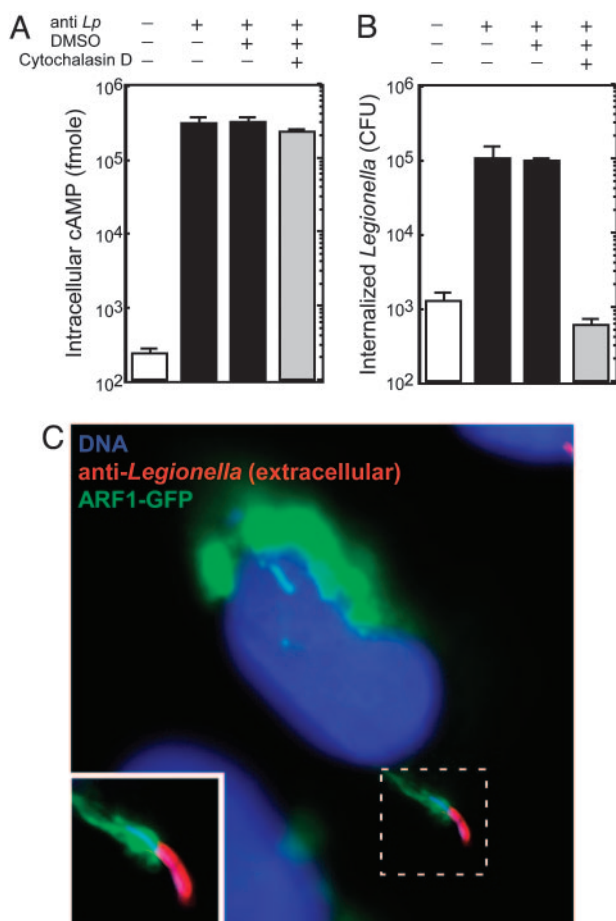 A
anti Lp – + + +
DMSO – – + +
Cytochalasin D – – – +
Intracellular cAMP (fmole)
10⁶
10⁵
10⁴
10³
10²
B
– + + +
– – + +
– – – +
Internalized Legionella (CFU)
10⁶
10⁵
10⁴
10³
10²
C
DNA
anti-Legionella (extracellular)
ARF1-GFP